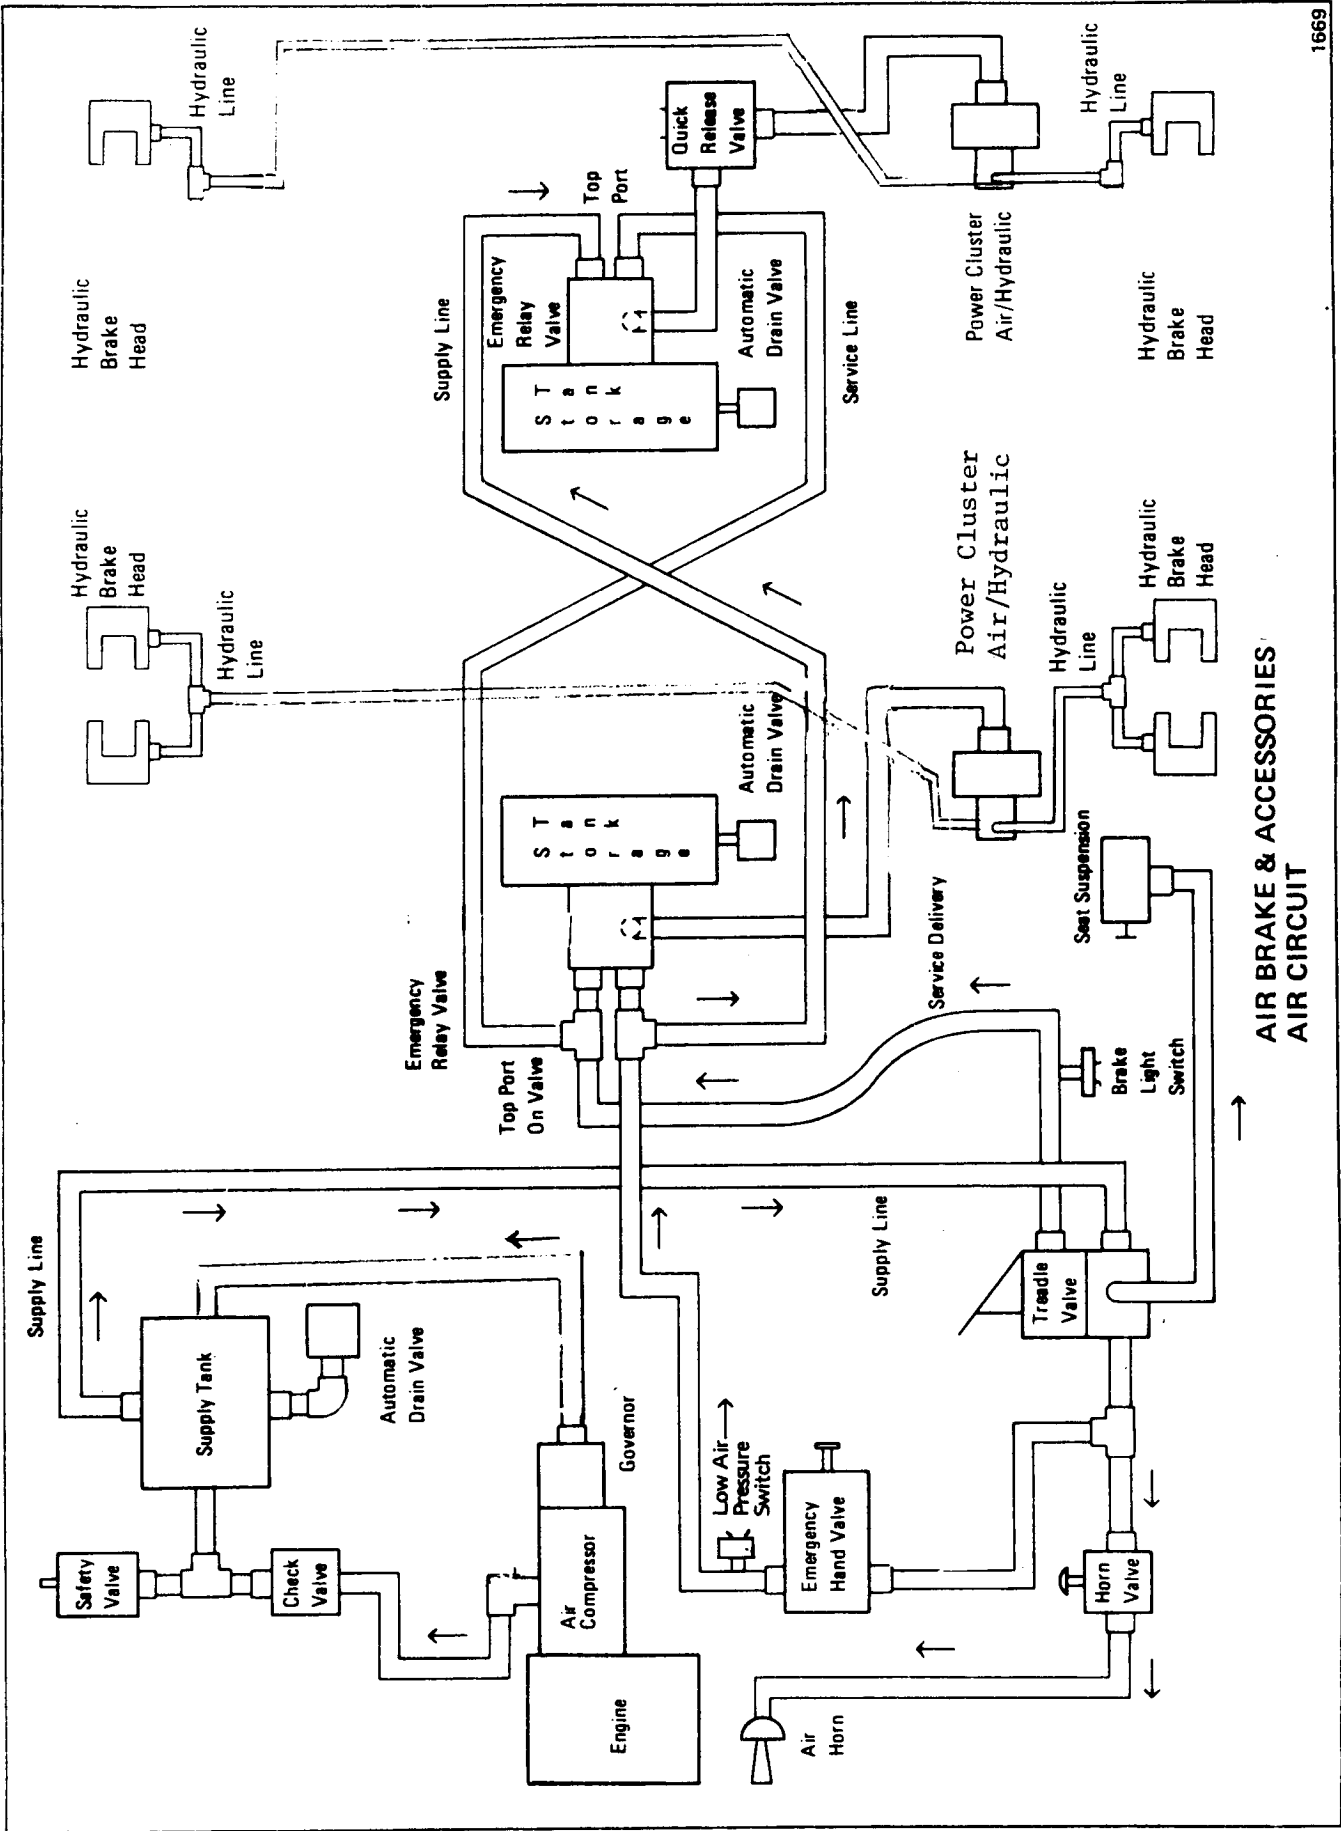 1669
Hydraulic
Brake
Head
Hydraulic
Line
Hydraulic
Brake
Head
Hydraulic
Line
Supply Line
Safety
Valve
Supply Tank
Check
Valve
Automatic
Drain Valve
Governor
Air
Compressor
Engine
Supply Line
Emergency
Relay
Valve
Top
Port
Quick
Release
Valve
Storage
Tank
Automatic
Drain Valve
Service Line
Emergency
Relay Valve
Top Port
On Valve
Storage
Tank
Automatic
Drain Valve
Low Air
Pressure
Switch
Emergency
Hand Valve
Supply Line
Service Delivery
Power Cluster
Air/Hydraulic
Power Cluster
Air/Hydraulic
Hydraulic
Line
Hydraulic
Brake
Head
Hydraulic
Line
Hydraulic
Brake
Head
Seat Suspension
Brake
Light
Switch
Treadle
Valve
Horn
Valve
Air
Horn
AIR BRAKE & ACCESSORIES
AIR CIRCUIT